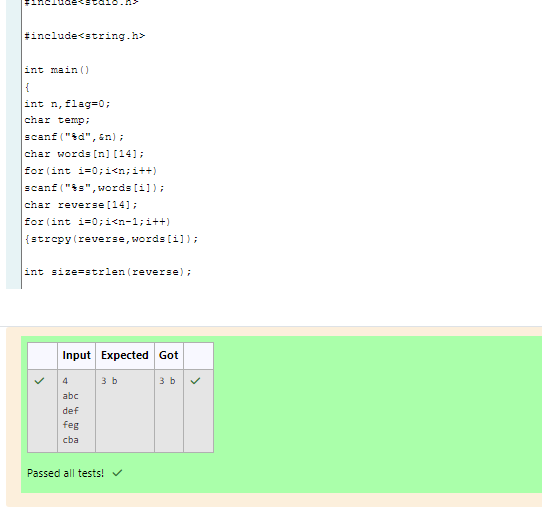 #include<stdio.h>
#include<string.h>
int main()
{
int n,flag=0;
char temp;
scanf("%d",&n);
char words[n][14];
for(int i=0;i<n;i++)
scanf("%s",words[i]);
char reverse[14];
for(int i=0;i<n-1;i++)
{strcpy(reverse,words[i]);
int size=strlen(reverse);
Input Expected Got
4 3 b 3 b
abc
def
feg
cba
Passed all tests!